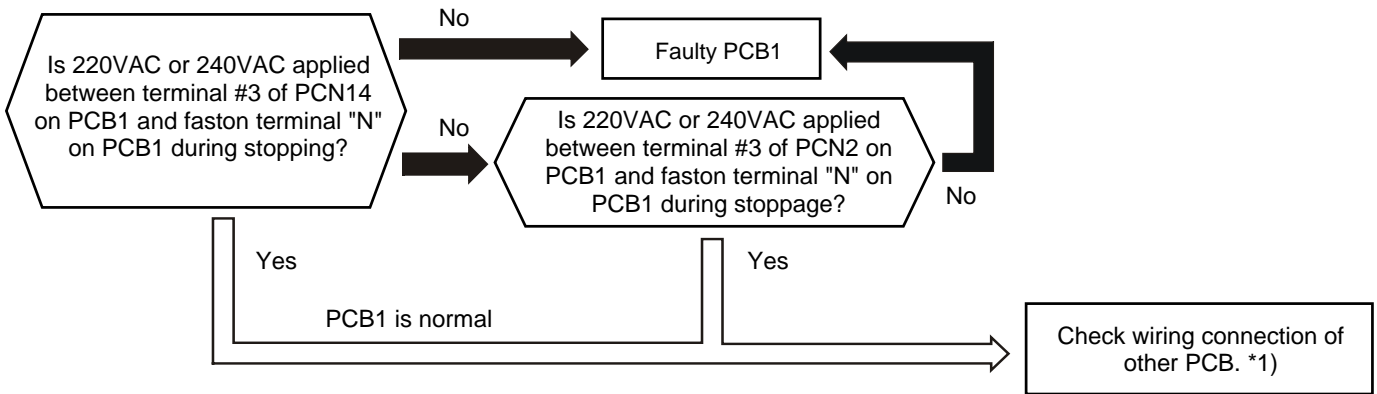 No
Is 220VAC or 240VAC applied
between terminal #3 of PCN14
on PCB1 and faston terminal "N"
on PCB1 during stopping?
Faulty PCB1
No
Is 220VAC or 240VAC applied
between terminal #3 of PCN2 on
PCB1 and faston terminal "N" on
PCB1 during stoppage?
No
Yes
Yes
PCB1 is normal
Check wiring connection of
other PCB. *1)